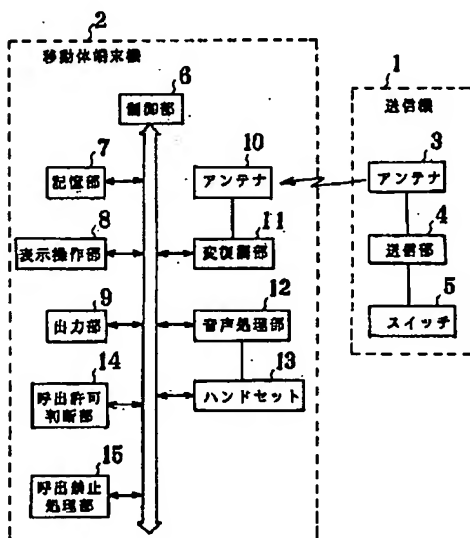 2
移動体端末機
6
制御部
7
記憶部
8
表示操作部
9
出力部
14
呼出許可
判断部
15
呼出禁止
処理部
10
アンテナ
11
変復調部
12
音声処理部
13
ハンドセット
1
送信機
3
アンテナ
4
送信部
5
スイッチ